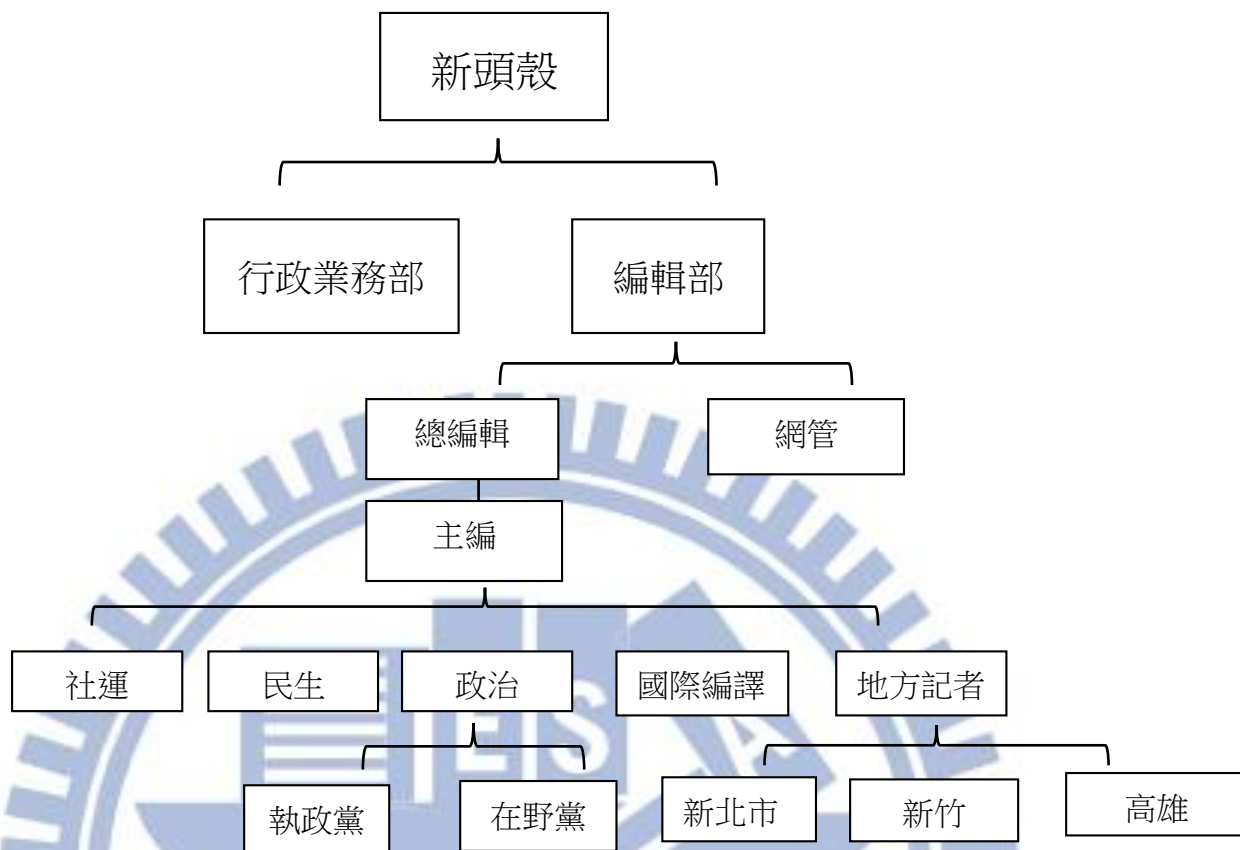 新頭殼
行政業務部
編輯部
總編輯
網管
主編
社運
民生
政治
國際編譯
地方記者
執政黨
在野黨
新北市
新竹
高雄
ESA